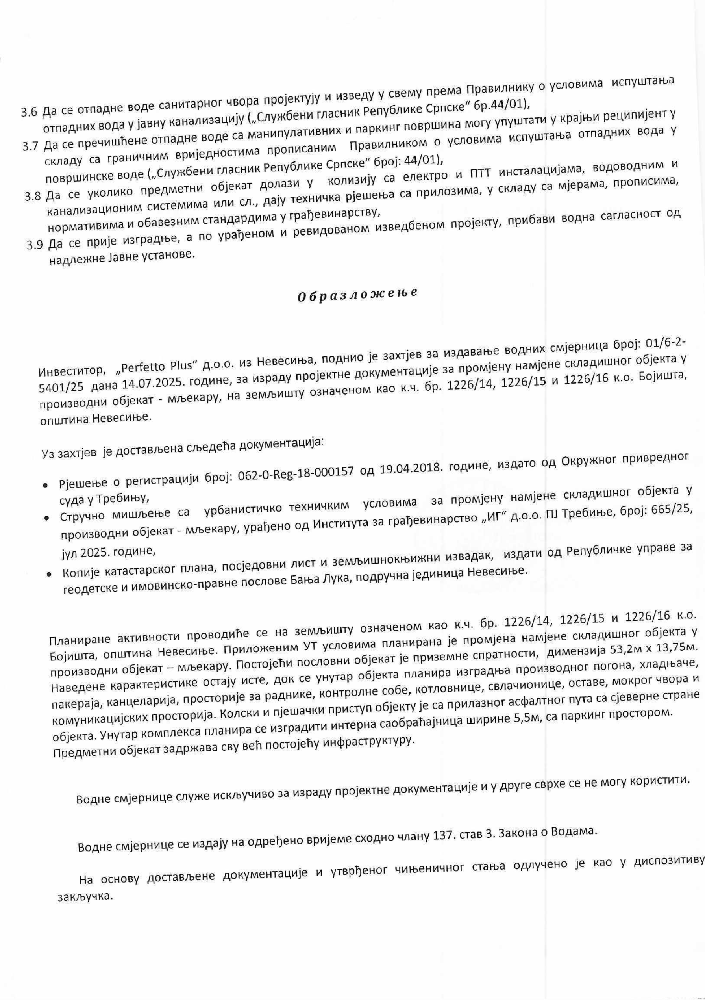 3.6 Да се отпадне воде санитарног чвора пројектују и изведу у свему према Правилнику о условима испуштања
отпадних вода у јавну канализацију („Службени гласник Републике Српске“ бр.44/01),
3.7 Да се пречишћене отпадне воде са манипулативних и паркинг површина могу упуштати у крајњи реципијент у
складу са граничним вриједностима прописаним Правилником о условима испуштања отпадних вода у
површинске воде („Службени гласник Републике Српске“ број: 44/01),
3.8 Да се уколико предметни објекат долази у колизију са електро и ПТТ инсталацијама, водоводним и
канализационим системима или сл., дају техничка рјешења са прилозима, у складу са мјерама, прописима,
нормативима и обавезним стандардима у грађевинарству,
3.9 Да се прије изградње, а по урађеном и ревидованом изведбеном пројекту, прибави водна сагласност од
надлежне Јавне установе.
О б р а з л о ж е њ е
Инвеститор, „Perfetto Plus“ д.о.о. из Невесиња, поднио је захтјев за издавање водних смјерница број: 01/6-2-
5401/25 дана 14.07.2025. године, за израду пројектне документације за промјену намјене складишног објекта у
производни објекат - мљекару, на земљишту означеном као к.ч. бр. 1226/14, 1226/15 и 1226/16 к.о. Бојишта,
општина Невесиње.
Уз захтјев је достављена сљедећа документација:
• Рјешење о регистрацији број: 062-0-Reg-18-000157 од 19.04.2018. године, издато од Окружног привредног
суда у Требињу,
• Стручно мишљење са урбанистичко техничким условима за промјену намјене складишног објекта у
производни објекат - мљекару, урађено од Института за грађевинарство „ИГ“ д.о.о. ПЈ Требиње, број: 665/25,
јул 2025. године,
• Копије катастарског плана, посједовни лист и земљишнокњижни извадак, издати од Републичке управе за
геодетске и имовинско-правне послове Бања Лука, подручна јединица Невесиње.
Планиране активности проводиће се на земљишту означеном као к.ч. бр. 1226/14, 1226/15 и 1226/16 к.о.
Бојишта, општина Невесиње. Приложеним УТ условима планирана је промјена намјене складишног објекта у
производни објекат – мљекару. Постојећи пословни објекат је приземне спратности, димензија 53,2м x 13,75м.
Наведене карактеристике остају исте, док се унутар објекта планира изградња производног погона, хладњаче,
пакераја, канцеларија, просторије за раднике, контролне собе, котловнице, свлачионице, оставе, мокрог чвора и
комуникацијских просторија. Колски и пјешачки приступ објекту је са прилазног асфалтног пута са сјеверне стране
објекта. Унутар комплекса планира се изградити интерна саобраћајница ширине 5,5м, са паркинг простором.
Предметни објекат задржава сву већ постојећу инфраструктуру.
Водне смјернице служе искључиво за израду пројектне документације и у друге сврхе се не могу користити.
Водне смјернице се издају на одређено вријеме сходно члану 137. став 3. Закона о Водама.
На основу достављене документације и утврђеног чињеничног стања одлучено је као у диспозитиву
закључка.